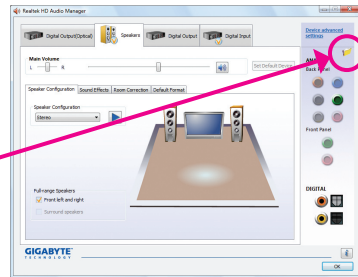 Realtek HD Audio Manager
Digital Output(Optical)
Speakers
Digital Output
Digital Input
Device advanced
settings
Main Volume
L
R
Set Default Device
ANA
Back Panel
Speaker Configuration
Sound Effects
Room Correction
Default Format
Speaker Configuration
Stereo
Front Panel
Full-range Speakers
Front left and right
Surround speakers
DIGITAL
GIGABYTE
TECHNOLOGY
i
OK